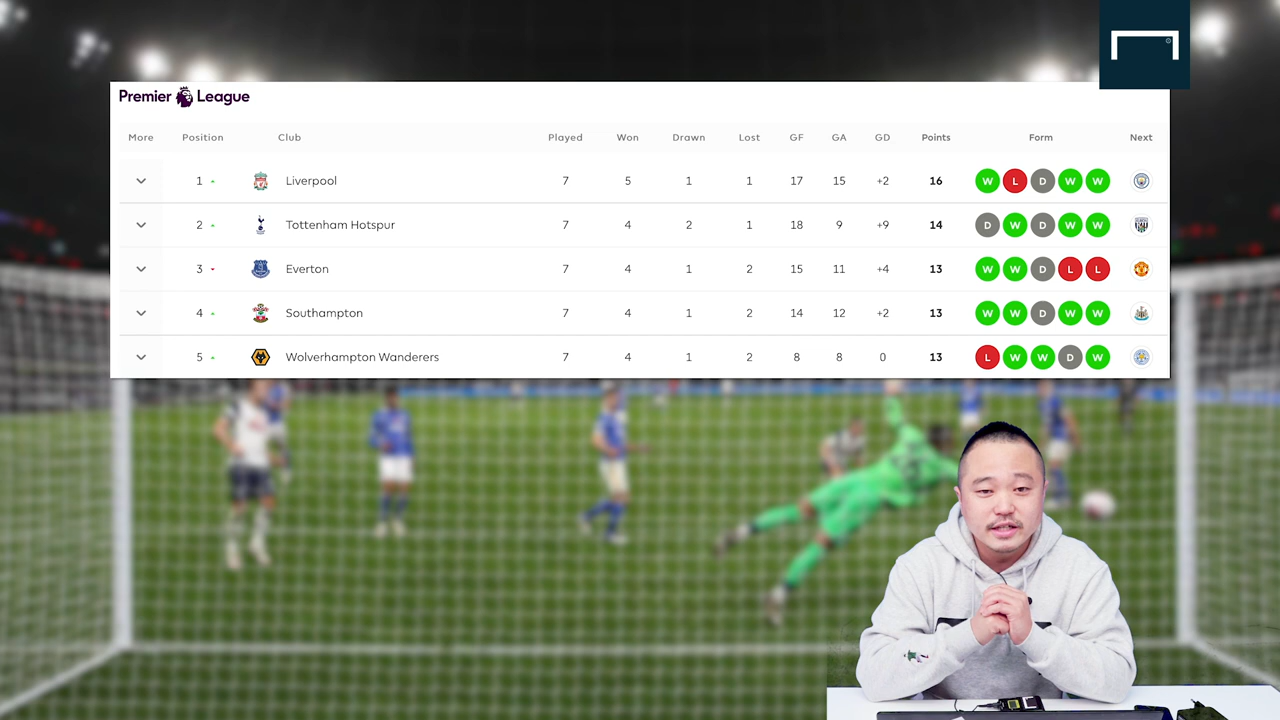 Premier League
More Position Club Played Won Drawn Lost GF GA GD Points Form Next
1 Liverpool 7 5 1 1 17 15 +2 16 W L D W W
2 Tottenham Hotspur 7 4 2 1 18 9 +9 14 D W D W W
3 Everton 7 4 1 2 15 11 +4 13 W W D L L
4 Southampton 7 4 1 2 14 12 +2 13 W W D W W
5 Wolverhampton Wanderers 7 4 1 2 8 8 0 13 L W W D W